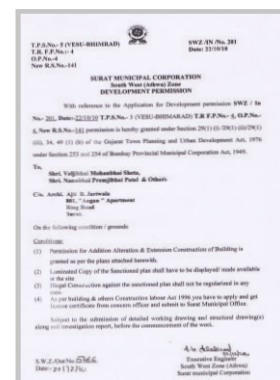 T.P.S.No.- 5 (VESU-BHIMRAD)
T.R F.No.:- 4
O.P.No.-4
New R.S.No.-141
SWZ /IN /No. 201
Date: 22/10/10
SURAT MUNICIPAL CORPORATION
South West (Athwa) Zone
DEVELOPMENT PERMISSION
With reference to the Application for Development permission SWZ / In
No.- 201, Date:-22/10/10 T.P.S.No.- 3 (VESU-BHIMARAD) T.R F.No.- 4, O.P.No.-
4, New R.S.No.-141 permission is hereby granted under Section 29(1) (i) 29(1) (ii)29(1)
(iii), 34, 49 (1) (b) of the Gujarat Town Planning and Urban Development Act, 1976
under Section 253 and 254 of Bombay Provincial Municipal Corporation Act, 1949.
To,
Shri. Valjibhai Mohanbhai Sheta,
Shri. Nanubhai Premjibhai Patel & Others
C/o. Archi. Ajit D. Jariwala
801, "Aagan" Apartment
Ring Road
Surat.
On the following condition / grounds
Conditions:
(1) Permission for Addition Alteration & Extension Construction of Building is
granted as per the plans attached herewith.
(2) Laminated Copy of the Sanctioned plan shall have to be displayed/ made available
at the site
(3) Illegal Construction against the sanctioned plan shall not be regularized in any
case.
(4) As per building & others Construction labour Act 1996 you have to apply and get
license certificate from concern officer and submit to Surat Municipal Office.
Subject to the submission of detailed working drawing and structural drawing(s)
along soil investigation report, before the commencement of the work.
S.W.Z./Out/No.
Date:-
Executive Engineer
South West (Athwa) Zone
Surat Municipal Corporation